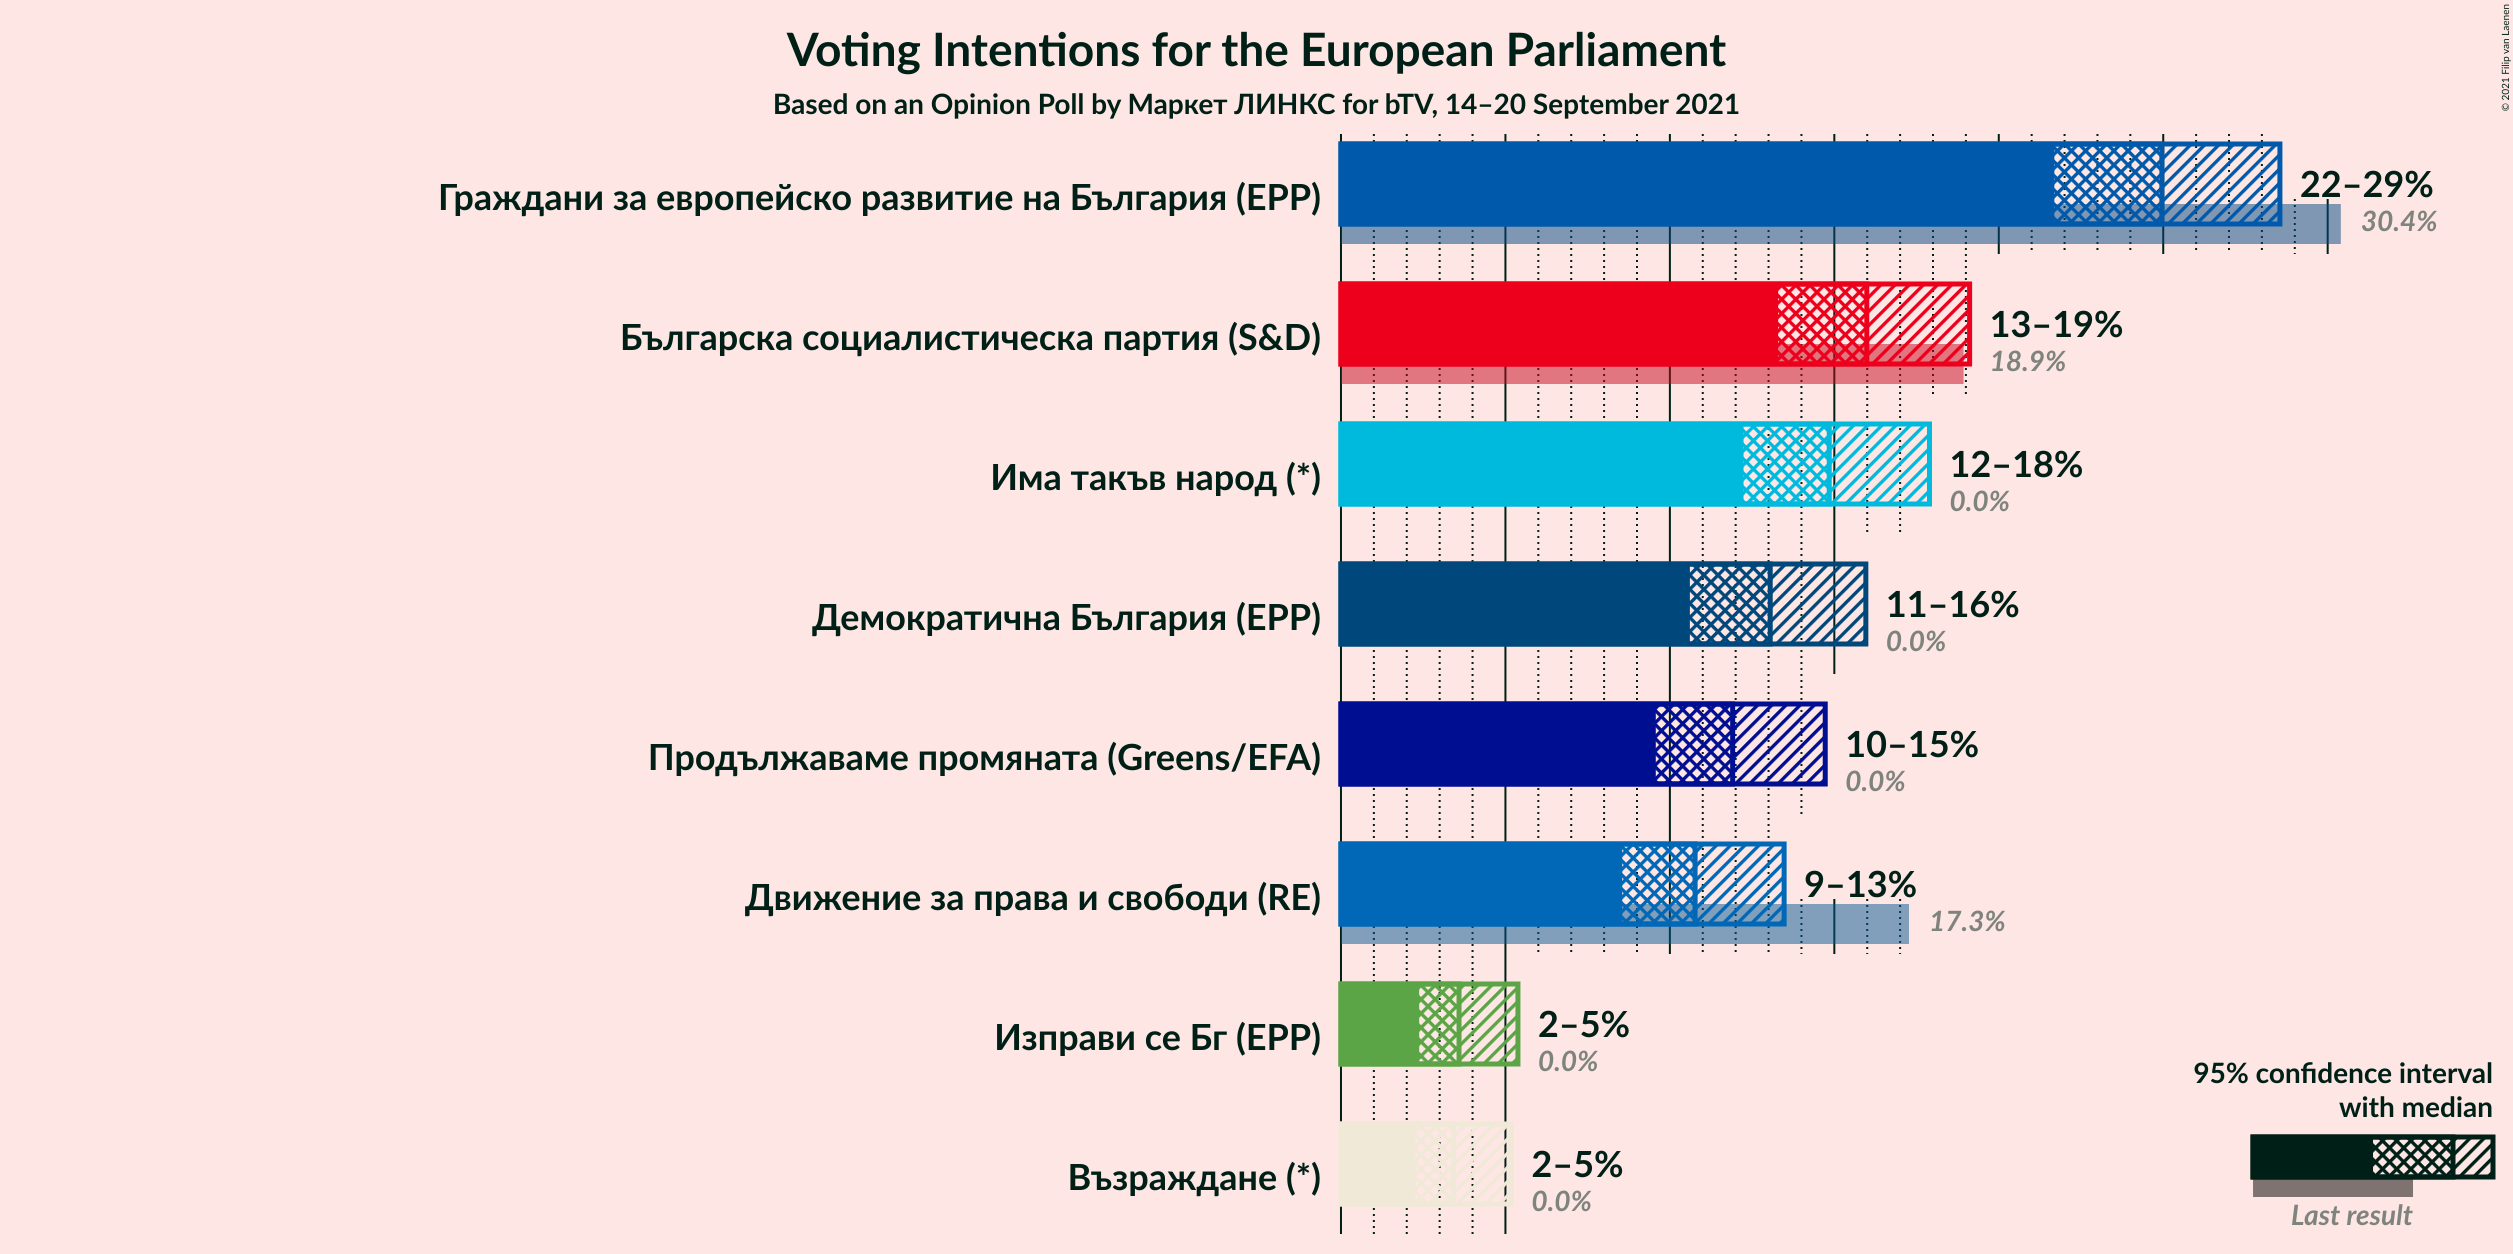 Voting Intentions for the European Parliament
Based on an Opinion Poll by Маркет ЛИНКС for bTV, 14–20 September 2021
© 2021 Filip van Laenen
Граждани за европейско развитие на България (EPP)
22–29%
30.4%
Българска социалистическа партия (S&D)
13–19%
18.9%
Има такъв народ (*)
12–18%
0.0%
Демократична България (EPP)
11–16%
0.0%
Продължаваме промяната (Greens/EFA)
10–15%
0.0%
Движение за права и свободи (RE)
9–13%
17.3%
Изправи се Бг (EPP)
2–5%
0.0%
Възраждане (*)
2–5%
0.0%
95% confidence interval
with median
Last result